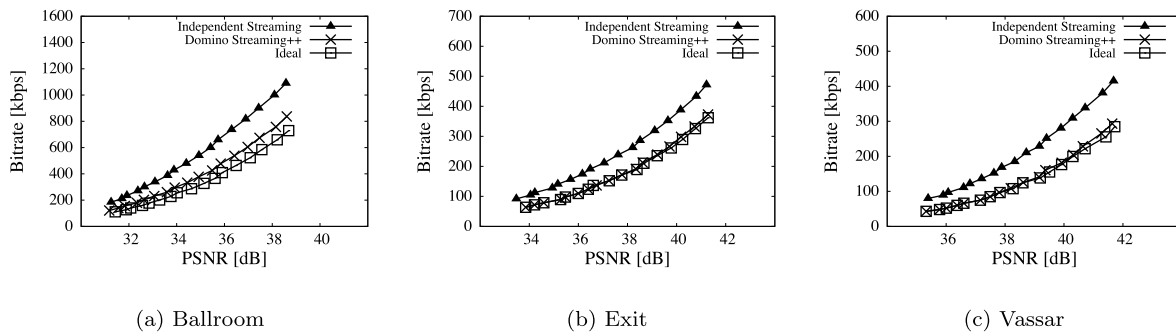 Independent Streaming
Domino Streaming++
Ideal
Bitrate [kbps]
1600
1400
1200
1000
800
600
400
200
0
32 34 36 38 40
PSNR [dB]
(a) Ballroom
Independent Streaming
Domino Streaming++
Ideal
Bitrate [kbps]
700
600
500
400
300
200
100
0
34 36 38 40 42
PSNR [dB]
(b) Exit
Independent Streaming
Domino Streaming++
Ideal
Bitrate [kbps]
600
500
400
300
200
100
0
36 38 40 42
PSNR [dB]
(c) Vassar